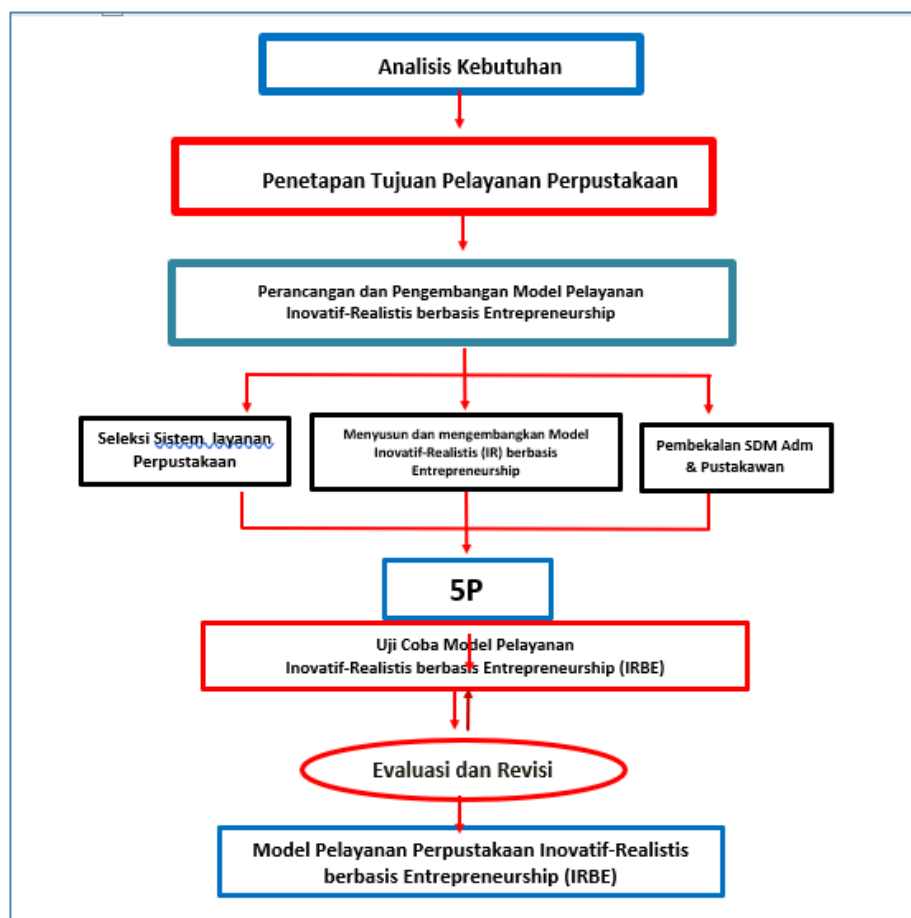 Analisis Kebutuhan
Penetapan Tujuan Pelayanan Perpustakaan
Perancangan dan Pengembangan Model Pelayanan
Inovatif-Realistis berbasis Entrepreneurship
Seleksi Sistem layanan
Perpustakaan
Menyusun dan mengembangkan Model
Inovatif-Realistis (IR) berbasis
Entrepreneurship
Pembekalan SDM Adm
& Pustakawan
5P
Uji Coba Model Pelayanan
Inovatif-Realistis berbasis Entrepreneurship (IRBE)
Evaluasi dan Revisi
Model Pelayanan Perpustakaan Inovatif-Realistis
berbasis Entrepreneurship (IRBE)